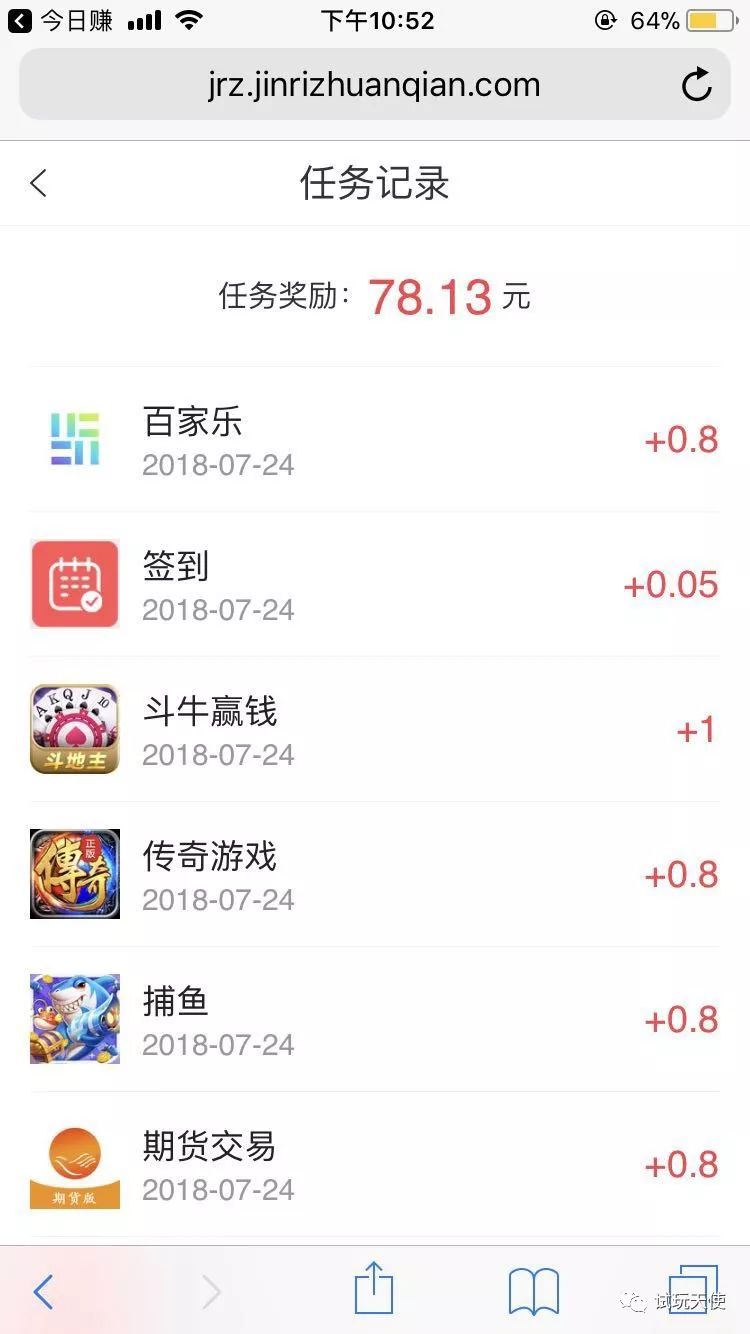 今日赚 下午10:52 64%
jrz.jinrizhuanqian.com
任务记录
任务奖励：78.13 元
百家乐
2018-07-24
+0.8
签到
2018-07-24
+0.05
A K Q J 10
斗地主
斗牛赢钱
2018-07-24
+1
正版
傳奇
传奇游戏
2018-07-24
+0.8
捕鱼
2018-07-24
+0.8
期货版
期货交易
2018-07-24
+0.8
试玩天使